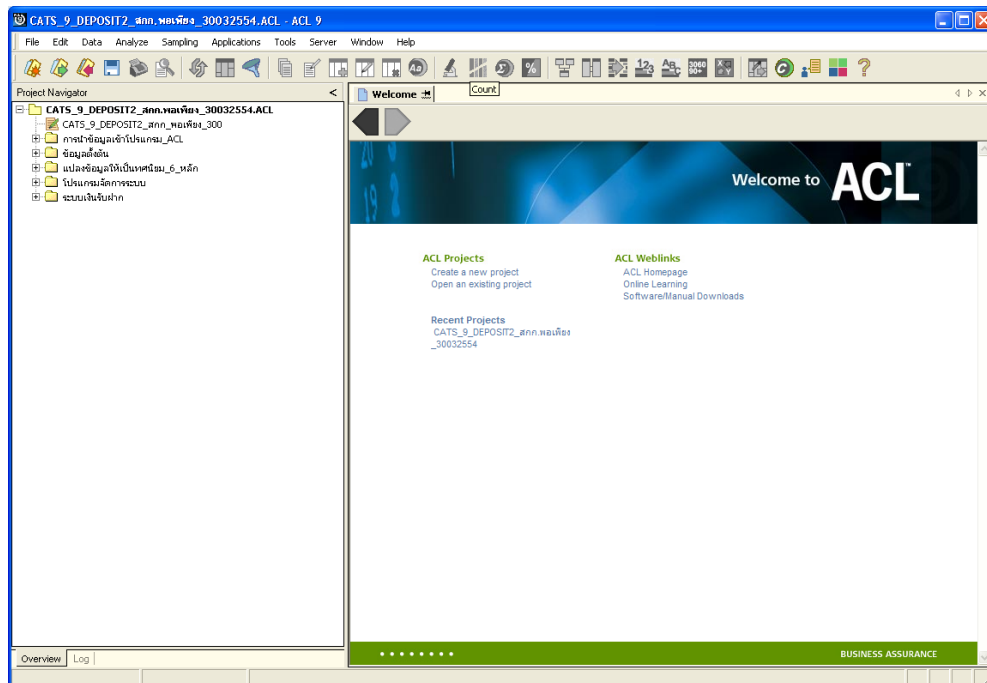 CATS_9_DEPOSIT2_สกก.พอเพียง_30032554.ACL - ACL 9
File Edit Data Analyze Sampling Applications Tools Server Window Help
Count
Project Navigator <
CATS_9_DEPOSIT2_สกก.พอเพียง_30032554.ACL
CATS_9_DEPOSIT2_สกก_พอเพียง_300
การนำข้อมูลเข้าโปรแกรม_ACL
ข้อมูลตั้งต้น
แปลงข้อมูลให้เป็นทศนิยม_6_หลัก
โปรแกรมจัดการระบบ
ระบบเงินรับฝาก
Welcome
Welcome to ACL™
ACL Projects
Create a new project
Open an existing project
Recent Projects
CATS_9_DEPOSIT2_สกก.พอเพียง
_30032554
ACL Weblinks
ACL Homepage
Online Learning
Software/Manual Downloads
BUSINESS ASSURANCE
Overview Log